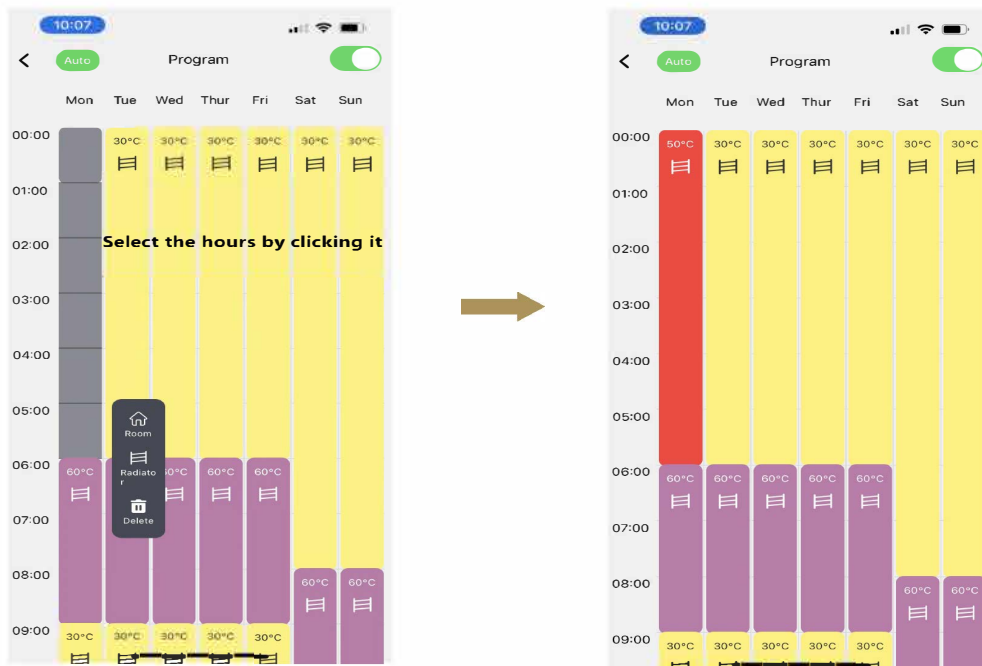 10:07
Auto Program
Mon Tue Wed Thur Fri Sat Sun
00:00 30°C 30°C 30°C 30°C 30°C 30°C
01:00
02:00 Select the hours by clicking it
03:00
04:00
05:00
Room
06:00 60°C 60°C 60°C 60°C
Radiato
r
07:00 Delete
08:00 60°C 60°C
09:00 30°C 30°C 30°C 30°C 30°C
10:07
Auto Program
Mon Tue Wed Thur Fri Sat Sun
00:00 50°C 30°C 30°C 30°C 30°C 30°C 30°C
01:00
02:00
03:00
04:00
05:00
06:00 60°C 60°C 60°C 60°C 60°C
07:00
08:00 60°C 60°C
09:00 30°C 30°C 30°C 30°C 30°C